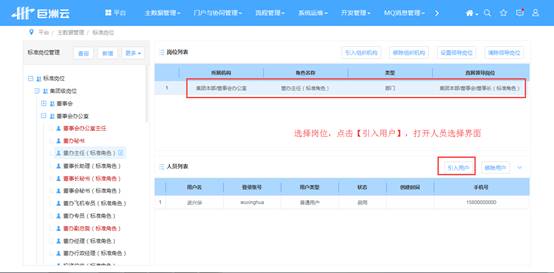 巨洲云
平台 主数据管理 门户与协同管理 流程管理 系统运维 开发管理 MQ消息管理
平台 / 主数据管理 / 标准岗位
标准岗位管理 查看 新增 更多
标准岗位
集团级岗位
董事会
董事会办公室
董事会办公室主任
董办秘书
董办主任（标准角色）
董事长助理（标准角色）
董事长秘书（标准角色）
董事会秘书（标准角色）
董办飞机专员（标准角色）
董办专员（标准角色）
董办副总裁（标准角色）
董办经理（标准角色）
董办行政经理（标准角色）
岗位列表 引入组织机构 移除组织机构 设置领导岗位 清除领导岗位
所属机构 角色名称 类型 直属领导岗位
1 集团本部/董事会办公室 董办主任（标准角色） 部门 集团本部/董事会/董事长（标准角色）
选择岗位，点击【引入用户】，打开人员选择界面
人员列表 引入用户 移除用户
用户名 登录账号 用户类型 状态 创建时间 手机号
1 武兴华 wuxinghua 普通用户 启用 15800000000